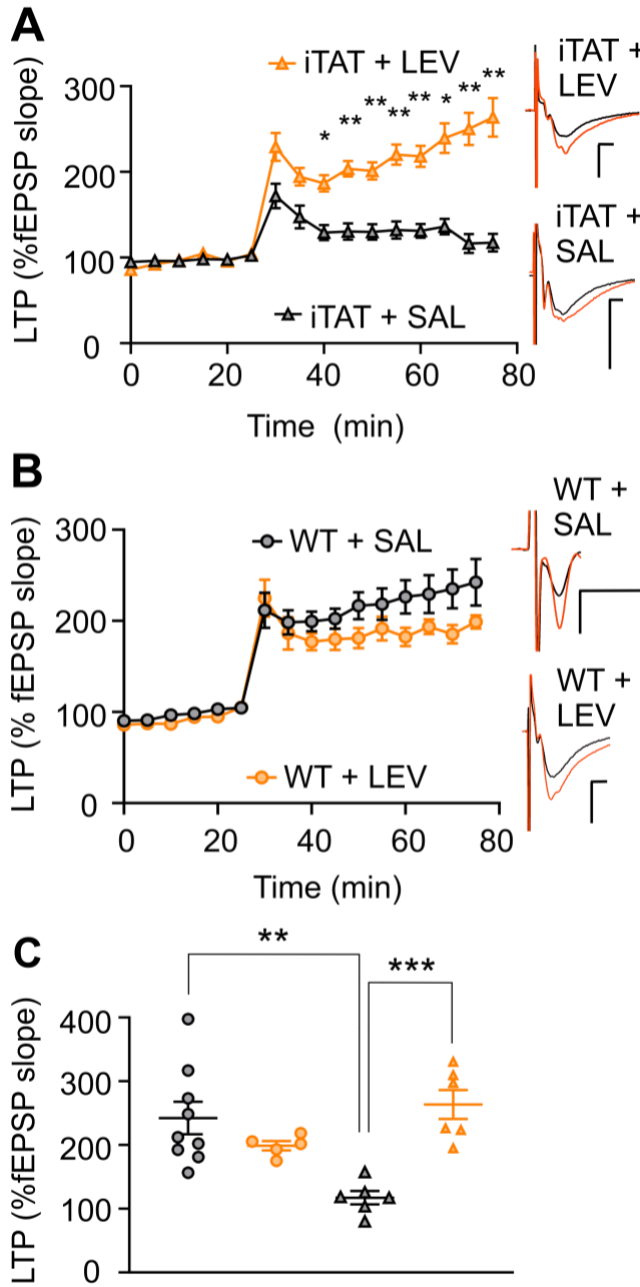 A
iTAT + LEV
iTAT +
LEV
300
200
100
0
LTP (%fEPSP slope)
*
**
**
**
**
*
**
**
iTAT +
SAL
iTAT + SAL
0
20
40
60
80
Time (min)
B
WT + SAL
WT +
SAL
300
200
100
0
LTP (% fEPSP slope)
WT +
LEV
WT + LEV
0
20
40
60
80
Time (min)
C
**
***
400
300
200
100
0
LTP (%fEPSP slope)